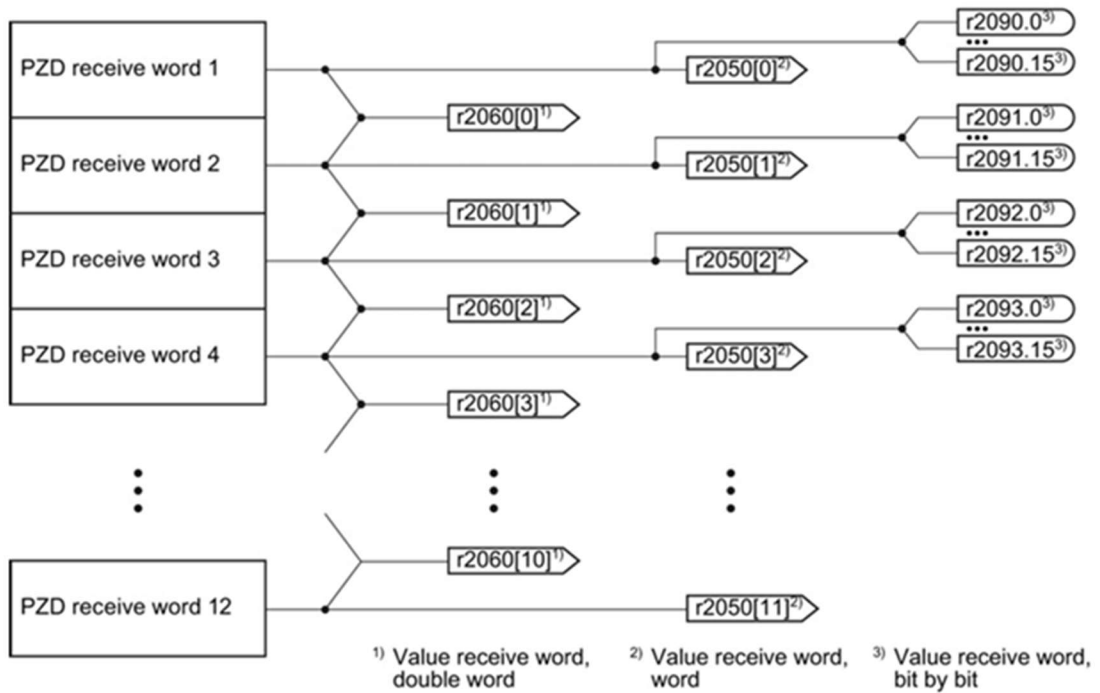 r2090.0³⁾
PZD receive word 1
r2050[0]²⁾
r2090.15³⁾
r2060[0]¹⁾
r2091.0³⁾
PZD receive word 2
r2050[1]²⁾
r2091.15³⁾
r2060[1]¹⁾
r2092.0³⁾
PZD receive word 3
r2050[2]²⁾
r2092.15³⁾
r2060[2]¹⁾
r2093.0³⁾
PZD receive word 4
r2050[3]²⁾
r2093.15³⁾
r2060[3]¹⁾
r2060[10]¹⁾
PZD receive word 12
r2050[11]²⁾
¹⁾ Value receive word,
double word
²⁾ Value receive word,
word
³⁾ Value receive word,
bit by bit